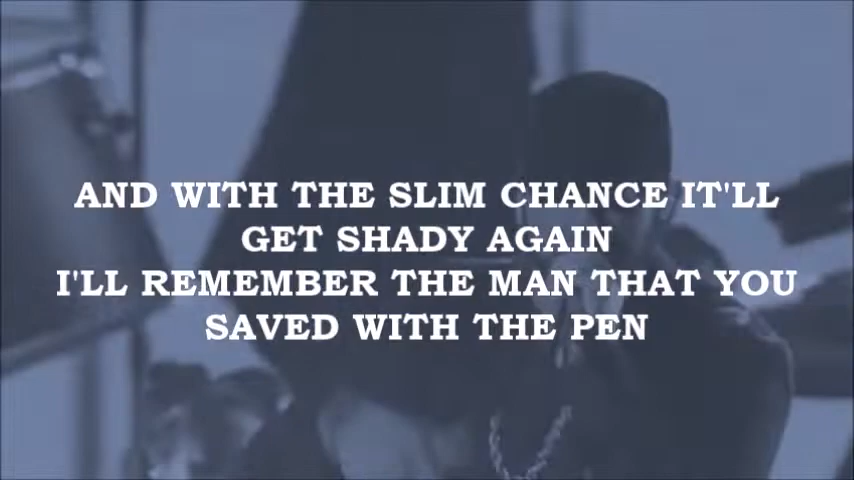 AND WITH THE SLIM CHANCE IT'LL
GET SHADY AGAIN
I'LL REMEMBER THE MAN THAT YOU
SAVED WITH THE PEN